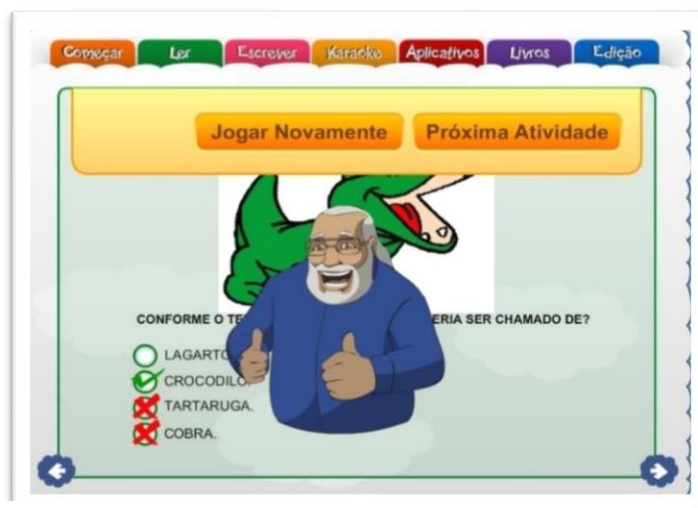 Começar Ler Escrever Karaoke Aplicativos Livros Edição
Jogar Novamente Próxima Atividade
CONFORME O TE ERIA SER CHAMADO DE?
LAGARTO
CROCODILO.
TARTARUGA.
COBRA.